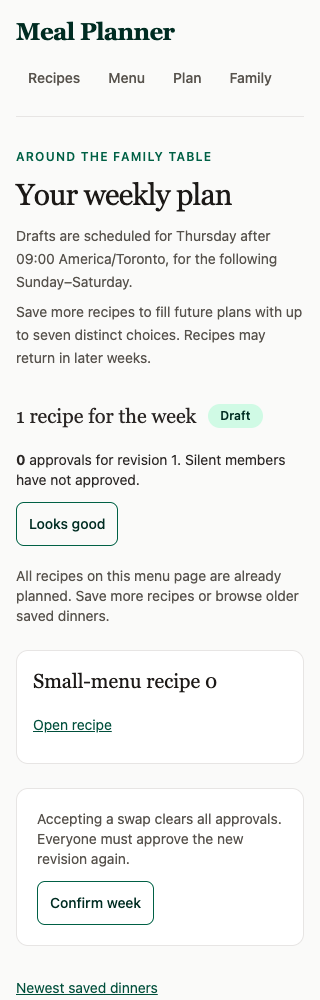 Meal Planner
Recipes Menu Plan Family
AROUND THE FAMILY TABLE
Your weekly plan
Drafts are scheduled for Thursday after
09:00 America/Toronto, for the following
Sunday–Saturday.
Save more recipes to fill future plans with up
to seven distinct choices. Recipes may
return in later weeks.
1 recipe for the week Draft
0 approvals for revision 1. Silent members
have not approved.
Looks good
All recipes on this menu page are already
planned. Save more recipes or browse older
saved dinners.
Small-menu recipe 0
Open recipe
Accepting a swap clears all approvals.
Everyone must approve the new
revision again.
Confirm week
Newest saved dinners